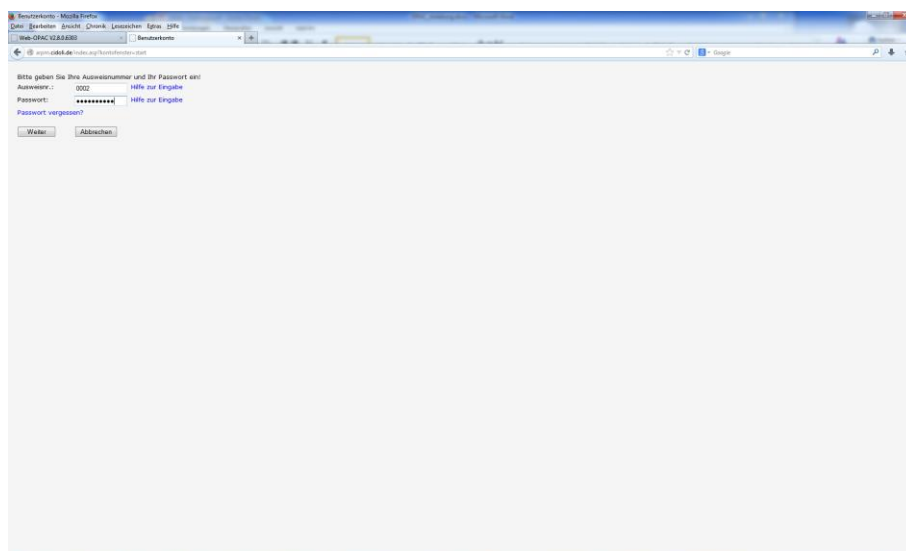 Benutzerkonto - Mozilla Firefox
Datei Bearbeiten Ansicht Chronik Lesezeichen Extras Hilfe
Web-OPAC V2.8.0.6303 Benutzerkonto
Google
Bitte geben Sie Ihre Ausweisnummer und Ihr Passwort ein!
Ausweisnr.: 0002 Hilfe zur Eingabe
Passwort: •••••••••• Hilfe zur Eingabe
Passwort vergessen?
Weiter Abbrechen